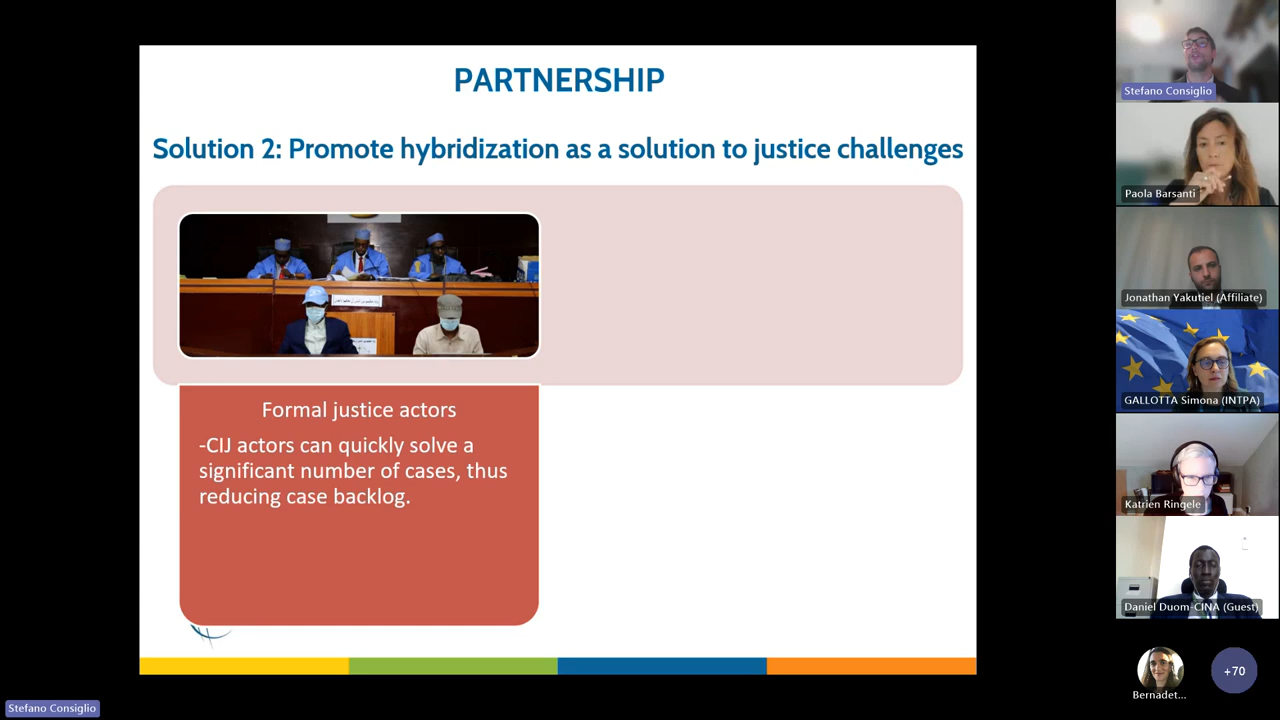 PARTNERSHIP
Solution 2: Promote hybridization as a solution to justice challenges
Formal justice actors
-CIJ actors can quickly solve a
significant number of cases, thus
reducing case backlog.
Stefano Consiglio
Paola Barsanti
Jonathan Yakutiel (Affiliate)
GALLOTTA Simona (INTPA)
Katrien Ringele
Daniel Duom-CINA (Guest)
Bernadet...
+70
Stefano Consiglio